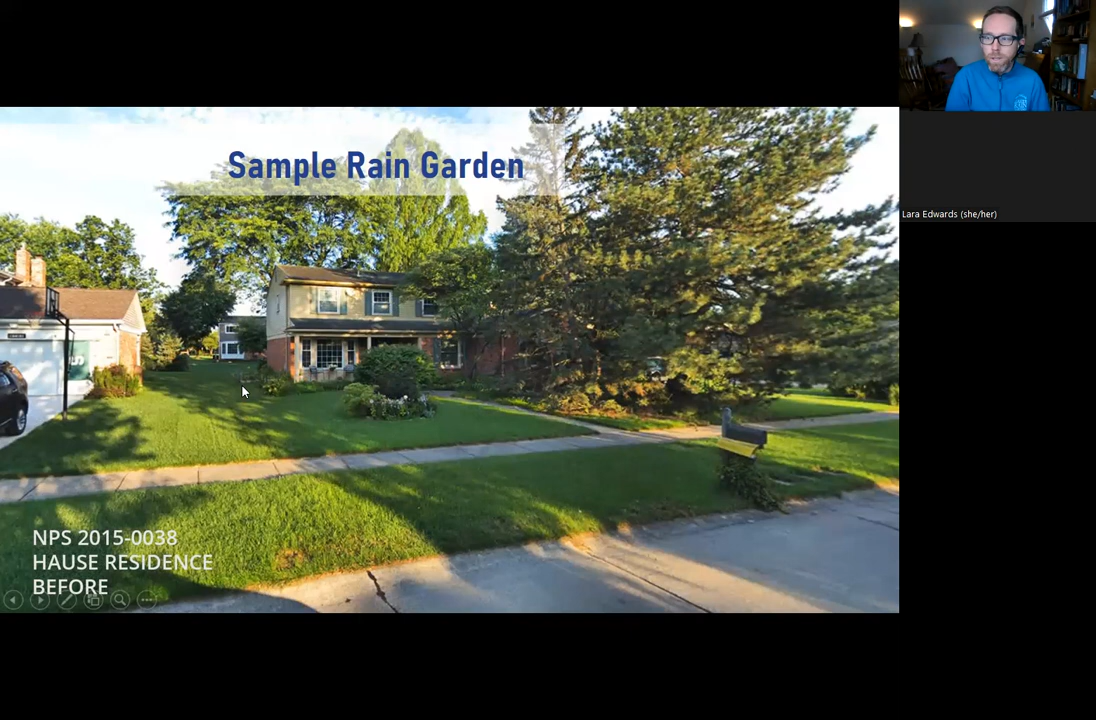 Sample Rain Garden
Lara Edwards (she/her)
NPS 2015-0038
HAUSE RESIDENCE
BEFORE